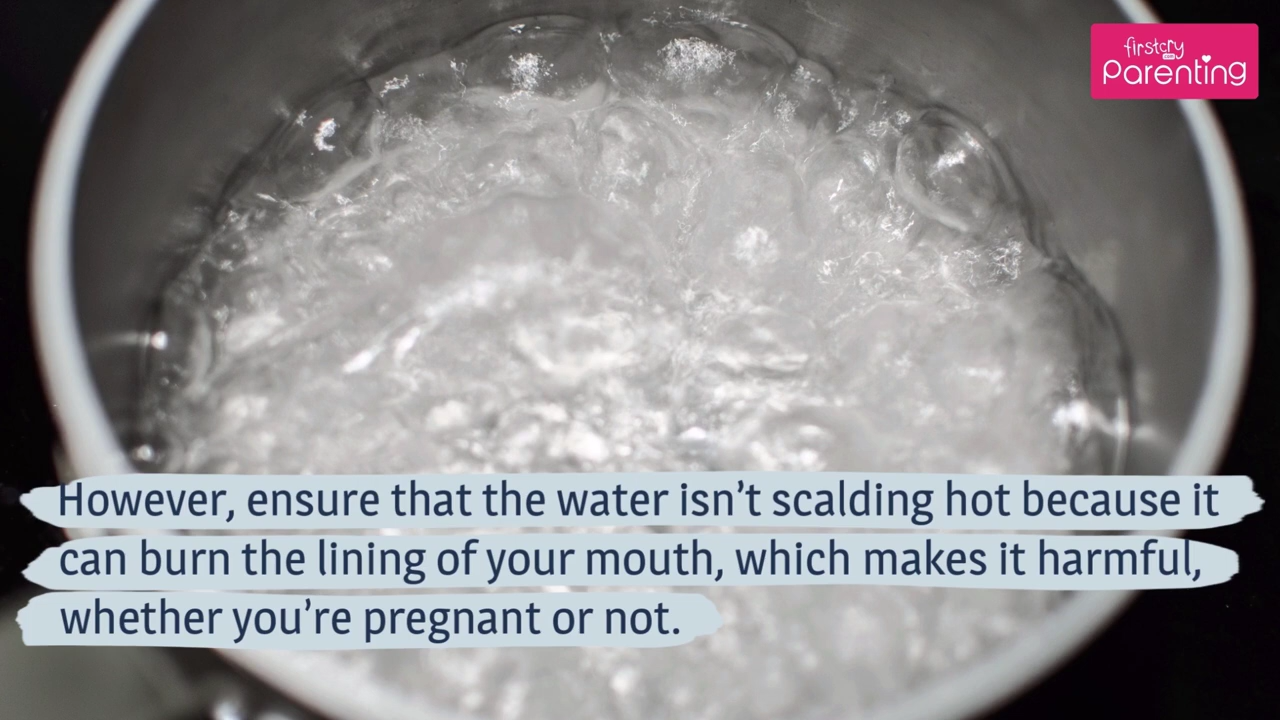 firstcry
.com
Parenting
However, ensure that the water isn't scalding hot because it
can burn the lining of your mouth, which makes it harmful,
whether you're pregnant or not.